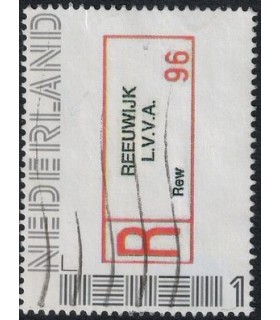 NEDERLAND
R
REEUWIJK
L.V.V.A.
Rew
96
1